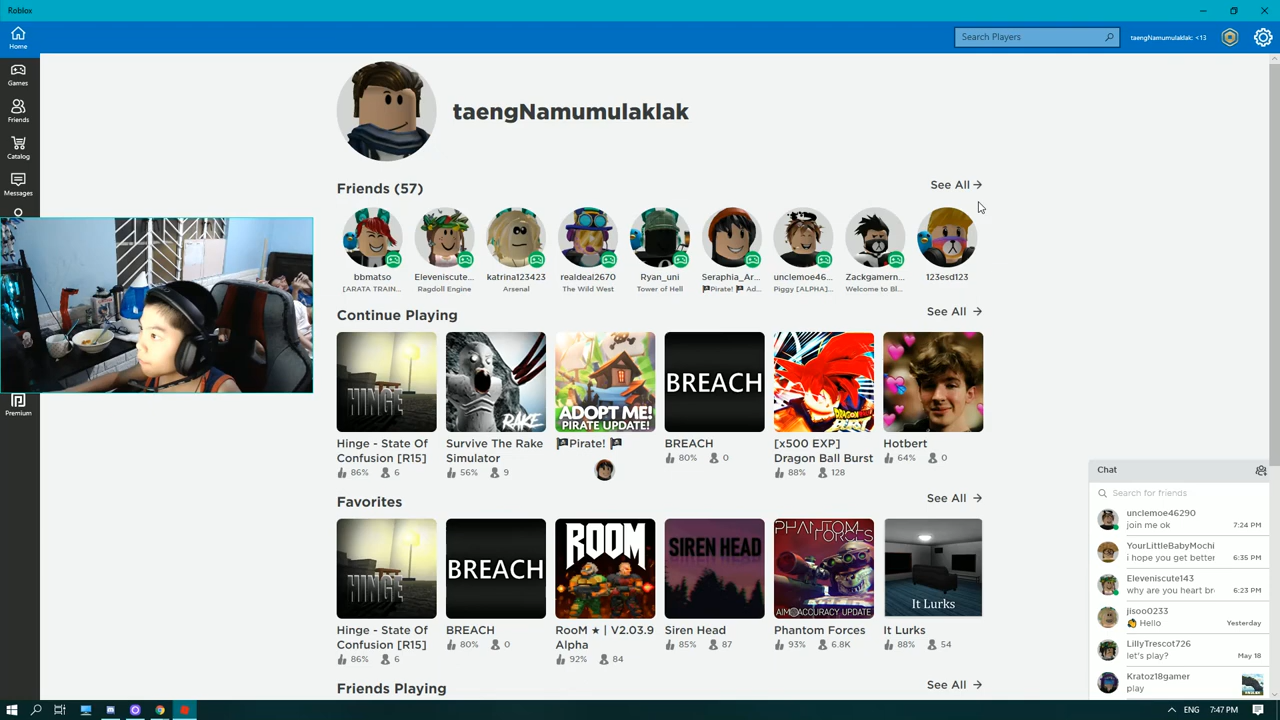 Roblox
Home
Search Players
taengNamumulaklak: <13
Games
Friends
Catalog
Messages
Premium
taengNamumulaklak
Friends (57)
See All
bbmatso
Eleveniscute...
katrina123423
realdeal2670
Ryan_uni
Seraphia_Ar...
unclemoe46...
Zackgamern...
123esd123
[ARATA TRAIN...
Ragdoll Engine
Arsenal
The Wild West
Tower of Hell
🏴Pirate! 🏴 Ad...
Piggy [ALPHA]...
Welcome to Bl...
Continue Playing
See All
HINGE
RAKE
ADOPT ME!
PIRATE UPDATE!
BREACH
DRAGON BALL
BURST
Hinge - State Of
Confusion [R15]
86% 6
Survive The Rake
Simulator
56% 9
🏴Pirate! 🏴
BREACH
80% 0
[x500 EXP]
Dragon Ball Burst
88% 128
Hotbert
64% 0
Favorites
See All
HINGE
BREACH
ROOM
SIREN HEAD
PHANTOM
FORCES
AIM ACCURACY UPDATE
It Lurks
Hinge - State Of
Confusion [R15]
86% 6
BREACH
80% 0
RooM ★ | V2.03.9
Alpha
92% 84
Siren Head
85% 87
Phantom Forces
93% 6.8K
It Lurks
88% 54
Friends Playing
See All
Chat
Search for friends
unclemoe46290
join me ok 7:24 PM
YourLittleBabyMochi
i hope you get better 6:35 PM
Eleveniscute143
why are you heart br 6:23 PM
jisoo0233
Hello Yesterday
LillyTrescot726
let's play? May 18
Kratoz18gamer
play
ENG 7:47 PM